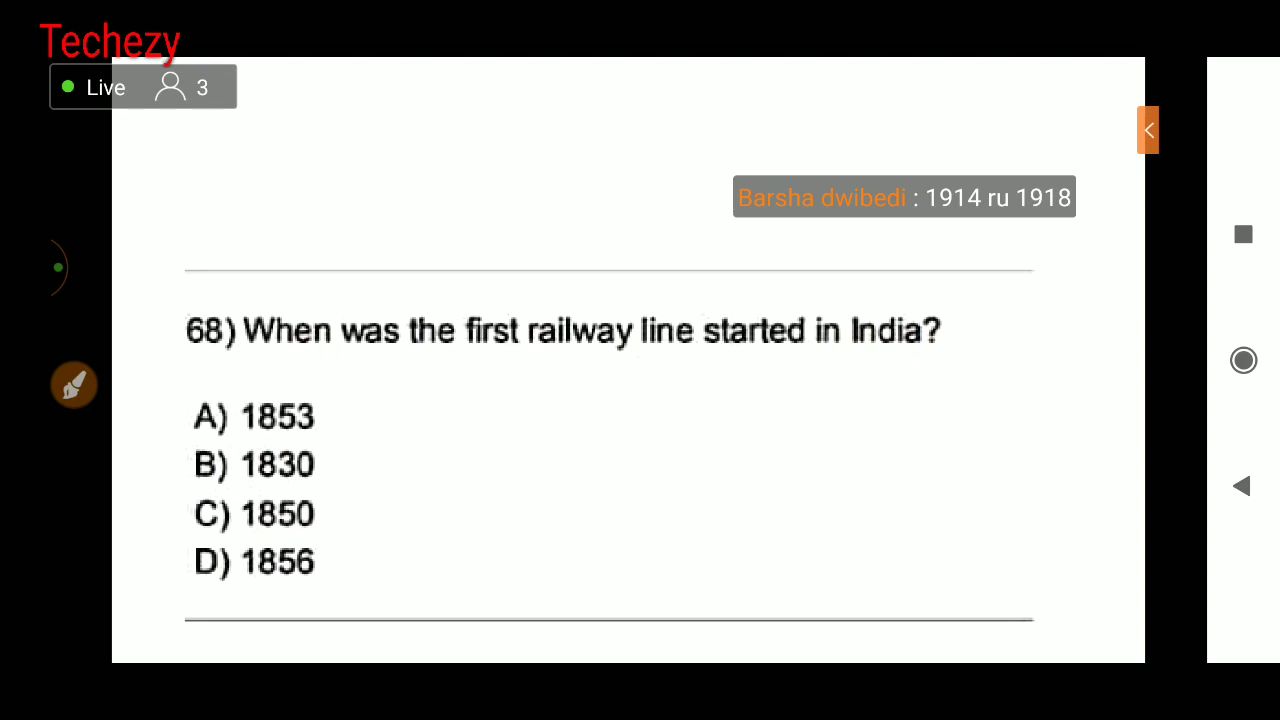 Techezy
Live 3
Barsha dwibedi : 1914 ru 1918
68) When was the first railway line started in India?
A) 1853
B) 1830
C) 1850
D) 1856